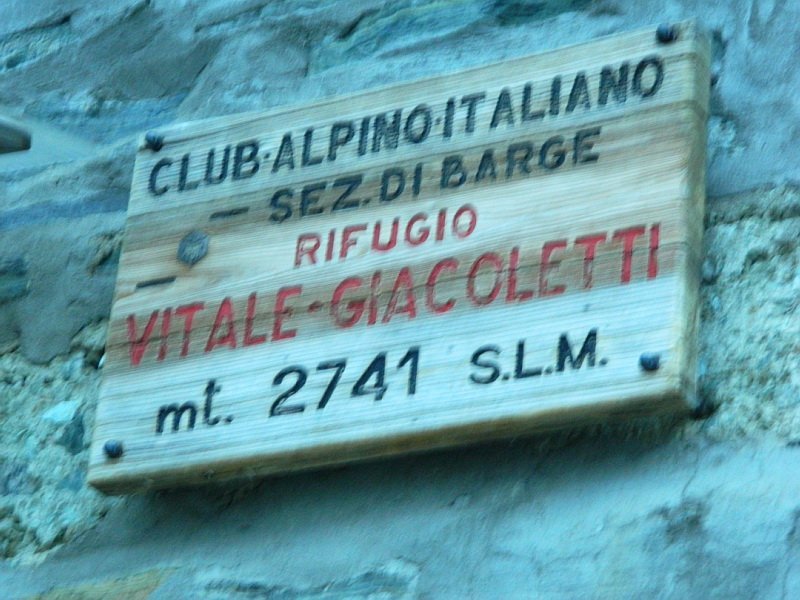 CLUB·ALPINO·ITALIANO
SEZ. DI BARGE
RIFUGIO
VITALE-GIACOLETTI
mt. 2741 S.L.M.